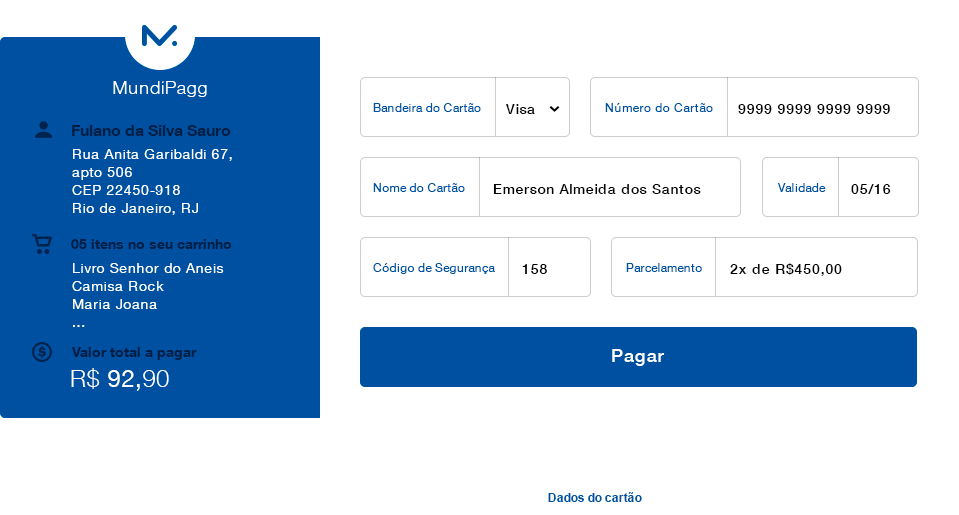 MundiPagg
Fulano da Silva Sauro
Rua Anita Garibaldi 67,
apto 506
CEP 22450-918
Rio de Janeiro, RJ
05 itens no seu carrinho
Livro Senhor do Aneis
Camisa Rock
Maria Joana
...
Valor total a pagar
R$ 92,90
Bandeira do Cartão Visa
Número do Cartão 9999 9999 9999 9999
Nome do Cartão Emerson Almeida dos Santos
Validade 05/16
Código de Segurança 158
Parcelamento 2x de R$450,00
Pagar
Dados do cartão